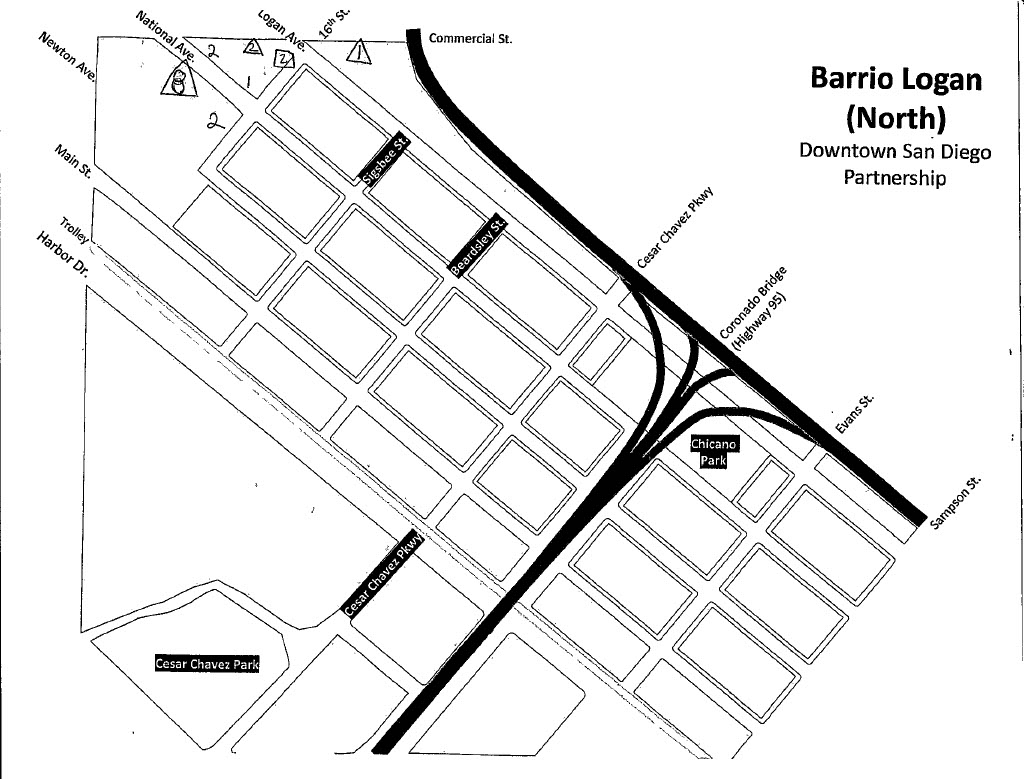 Barrio Logan
(North)
Downtown San Diego
Partnership
Commercial St.
16th St.
Logan Ave.
National Ave.
Newton Ave.
Main St.
Trolley
Harbor Dr.
2
2
2
1
1
8
2
Sigsbee St.
Beardsley St.
Cesar Chavez Pkwy
Coronado Bridge
(Highway 95)
Evans St.
Sampson St.
Chicano
Park
Cesar Chavez Pkwy
Cesar Chavez Park